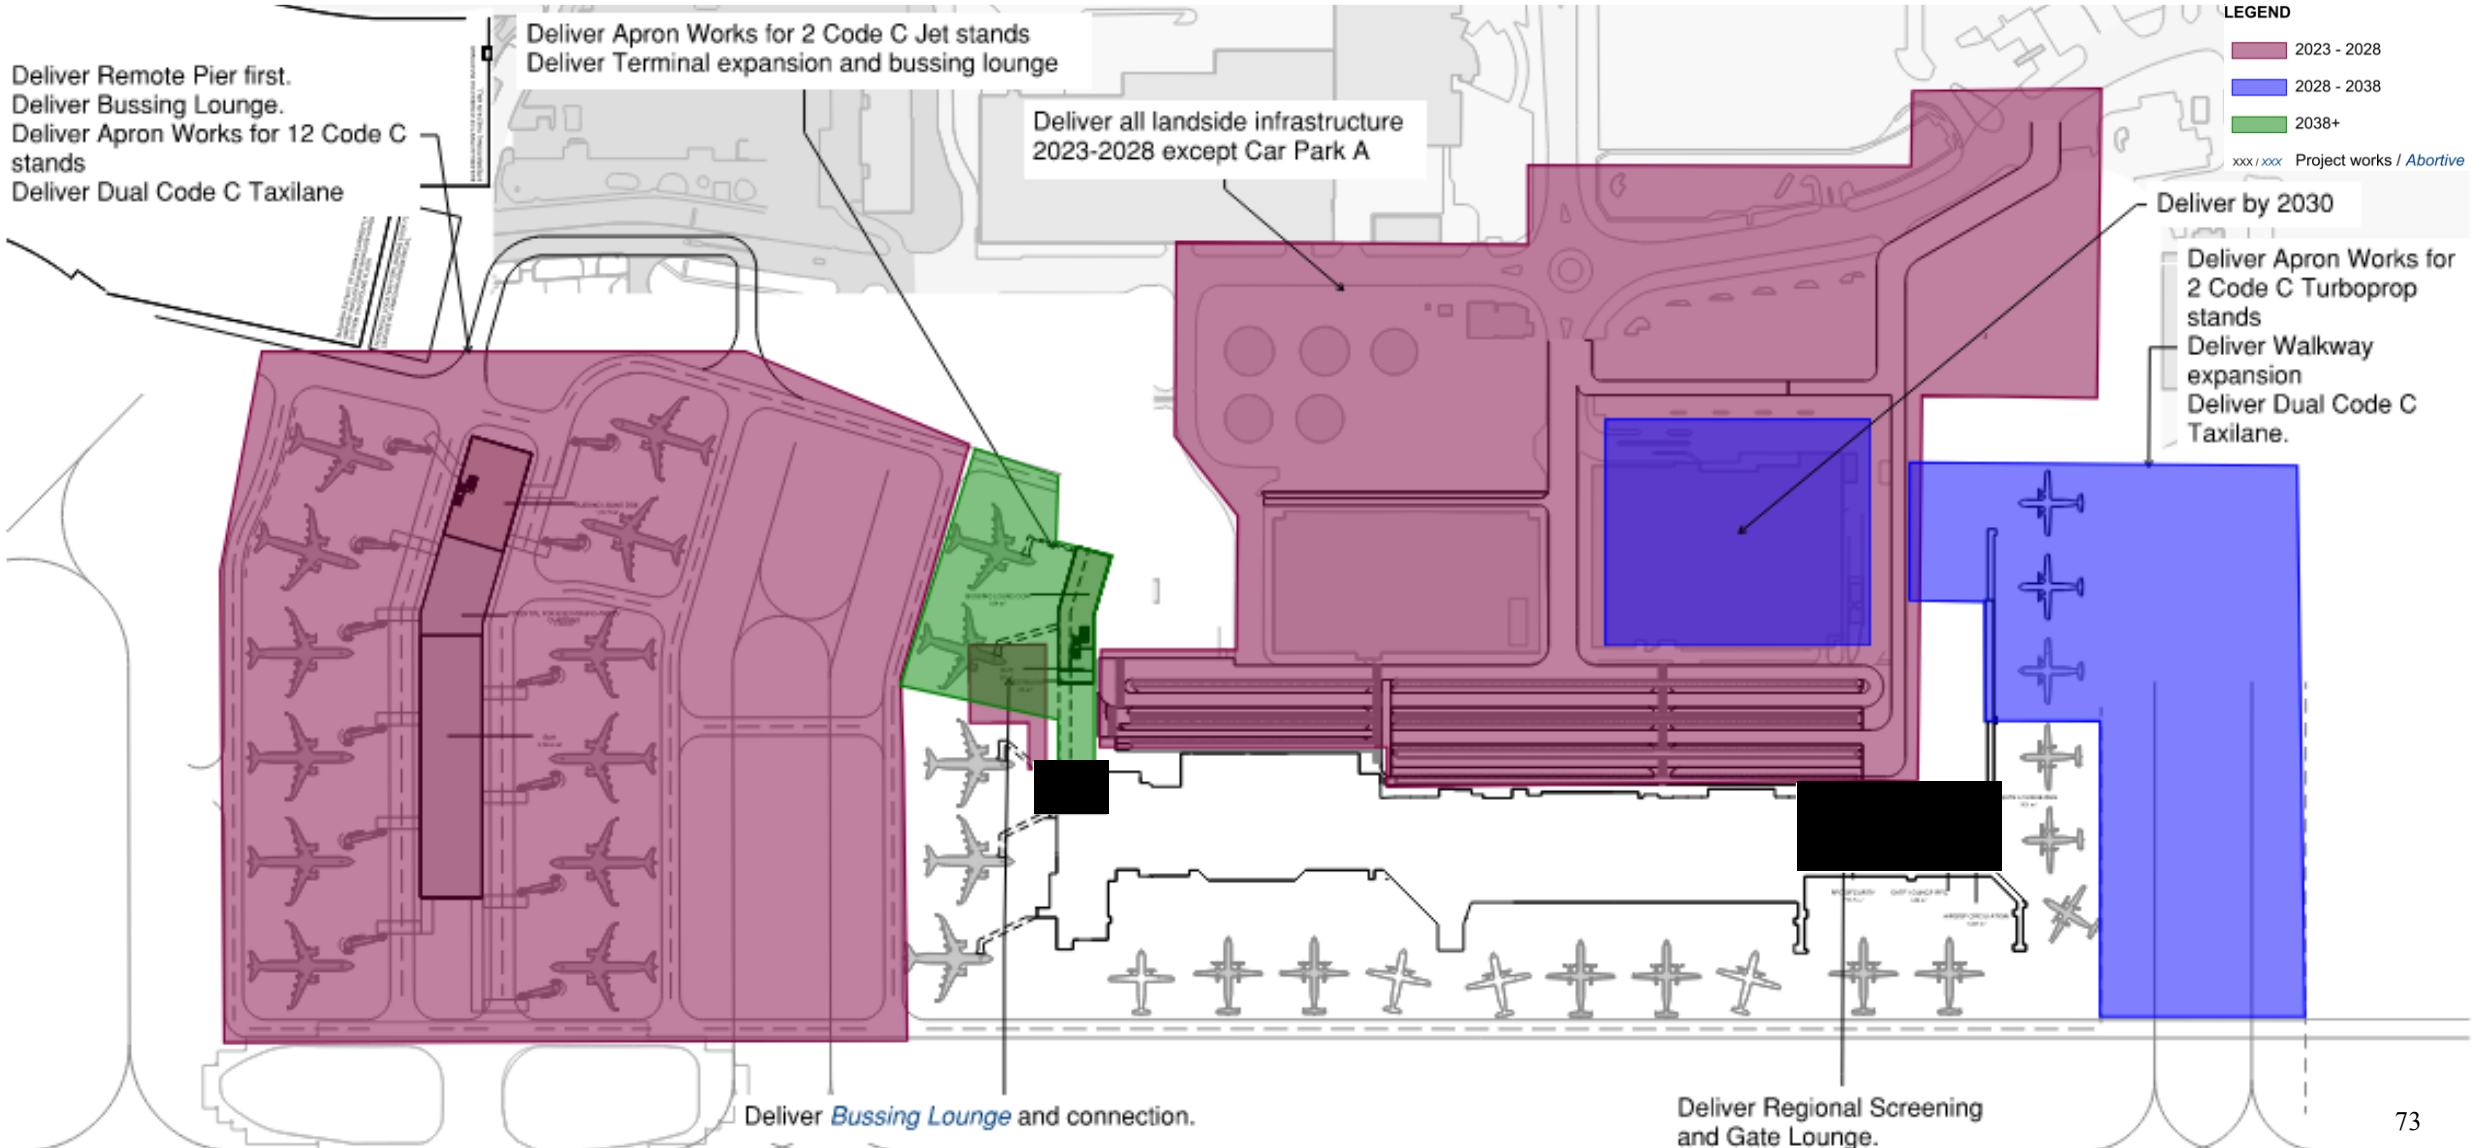 LEGEND
2023 - 2028
2028 - 2038
2038+
xxx / xxx Project works / Abortive
Deliver Remote Pier first.
Deliver Bussing Lounge.
Deliver Apron Works for 12 Code C
stands
Deliver Dual Code C Taxilane
Deliver Apron Works for 2 Code C Jet stands
Deliver Terminal expansion and bussing lounge
Deliver all landside infrastructure
2023-2028 except Car Park A
Deliver by 2030
Deliver Apron Works for
2 Code C Turboprop
stands
Deliver Walkway
expansion
Deliver Dual Code C
Taxilane.
Deliver Bussing Lounge and connection.
Deliver Regional Screening
and Gate Lounge.
73